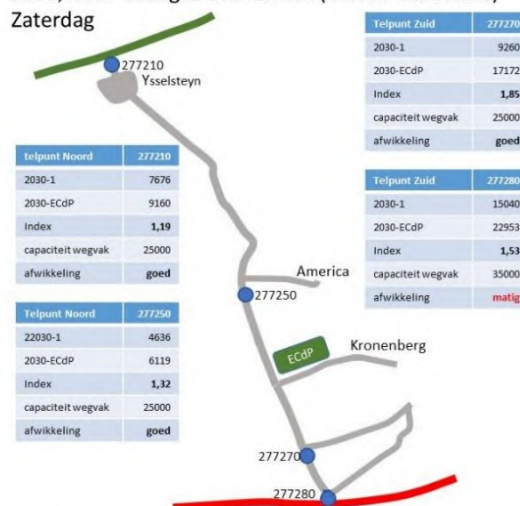 Zaterdag
Telpunt Zuid 277270
2030-1 9260
2030-ECdP 17172
Index 1,85
capaciteit wegvak 25000
afwikkeling goed
277210
Ysselsteyn
telpunt Noord 277210
2030-1 7676
2030-ECdP 9160
Index 1,19
capaciteit wegvak 25000
afwikkeling goed
Telpunt Zuid 277280
2030-1 15040
2030-ECdP 22953
Index 1,53
capaciteit wegvak 35000
afwikkeling matig
America
277250
Telpunt Noord 277250
22030-1 4636
2030-ECdP 6119
Index 1,32
capaciteit wegvak 25000
afwikkeling goed
ECdP
Kronenberg
277270
277280